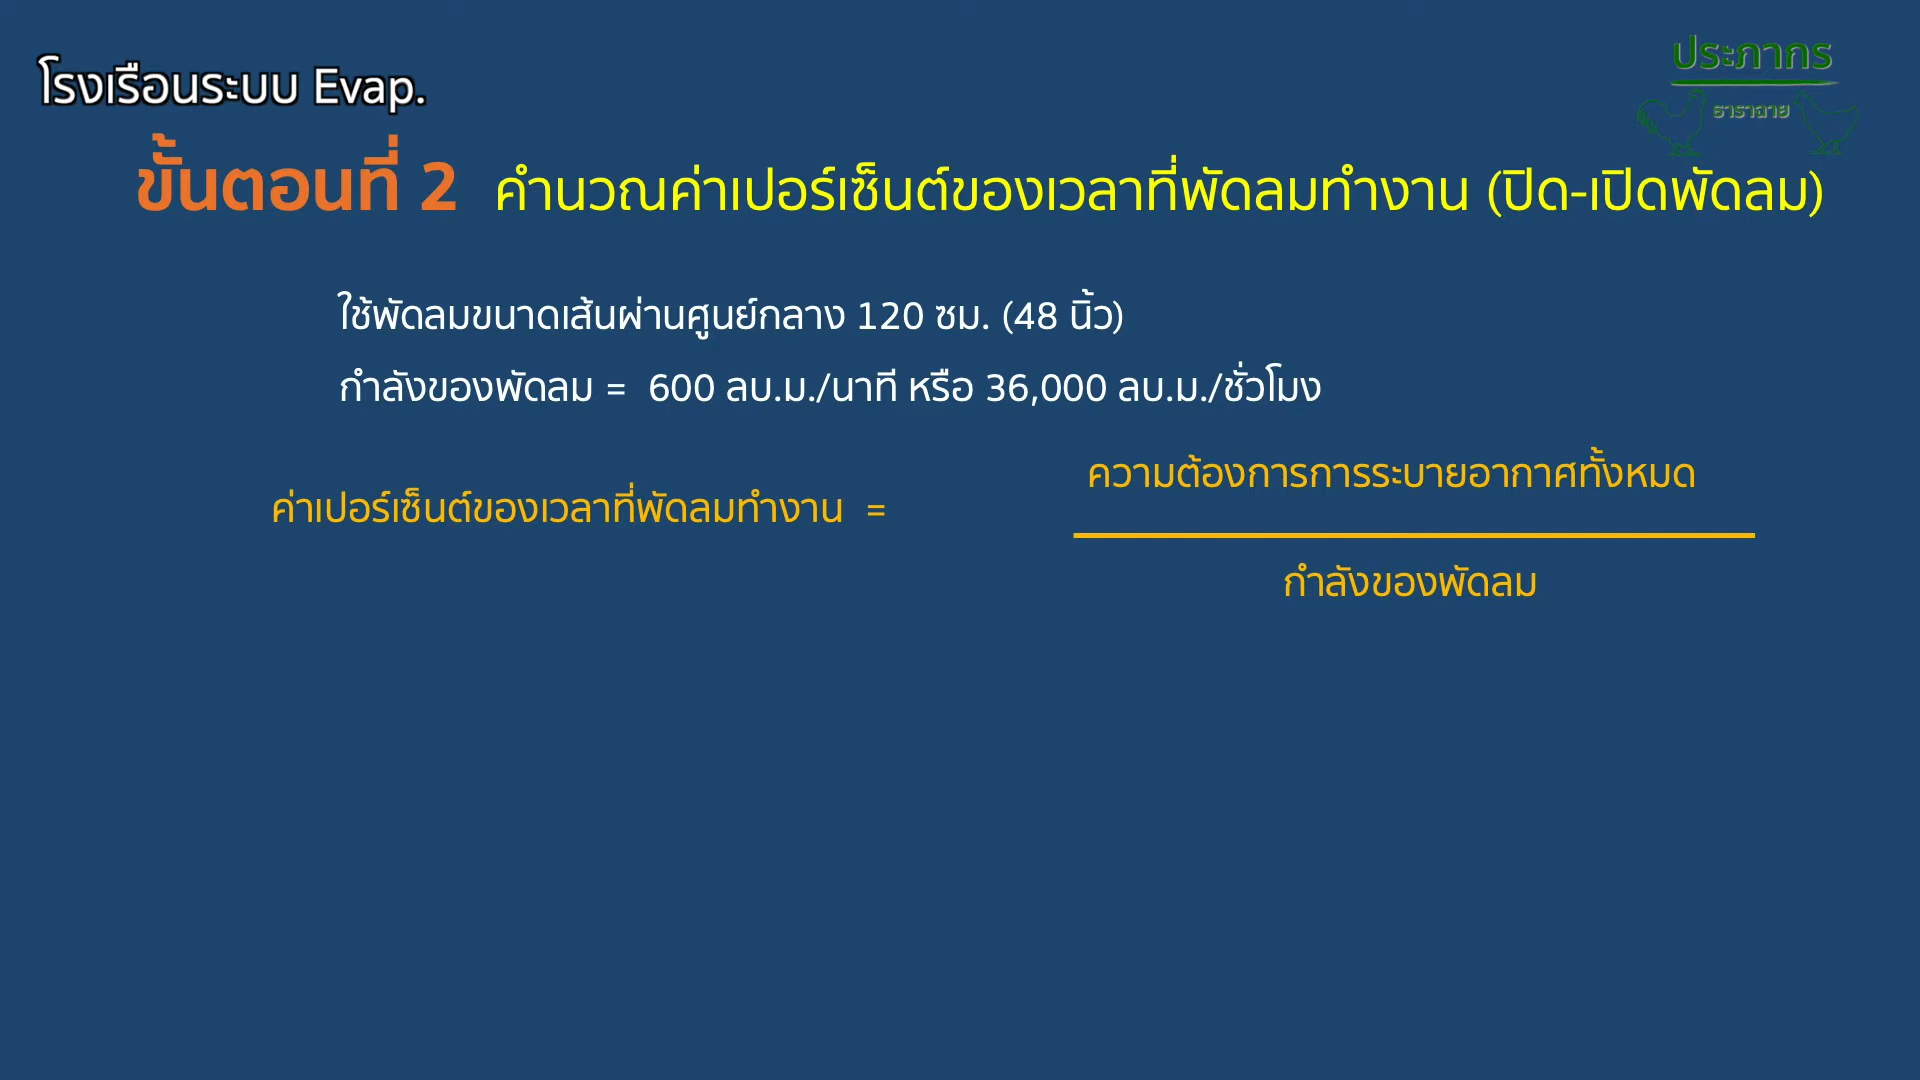 โรงเรือนระบบ Evap.
ประภากร
ธาราฉาย
ขั้นตอนที่ 2 คำนวณค่าเปอร์เซ็นต์ของเวลาที่พัดลมทำงาน (ปิด-เปิดพัดลม)
ใช้พัดลมขนาดเส้นผ่านศูนย์กลาง 120 ซม. (48 นิ้ว)
กำลังของพัดลม = 600 ลบ.ม./นาที หรือ 36,000 ลบ.ม./ชั่วโมง
ค่าเปอร์เซ็นต์ของเวลาที่พัดลมทำงาน =
ความต้องการการระบายอากาศทั้งหมด
กำลังของพัดลม